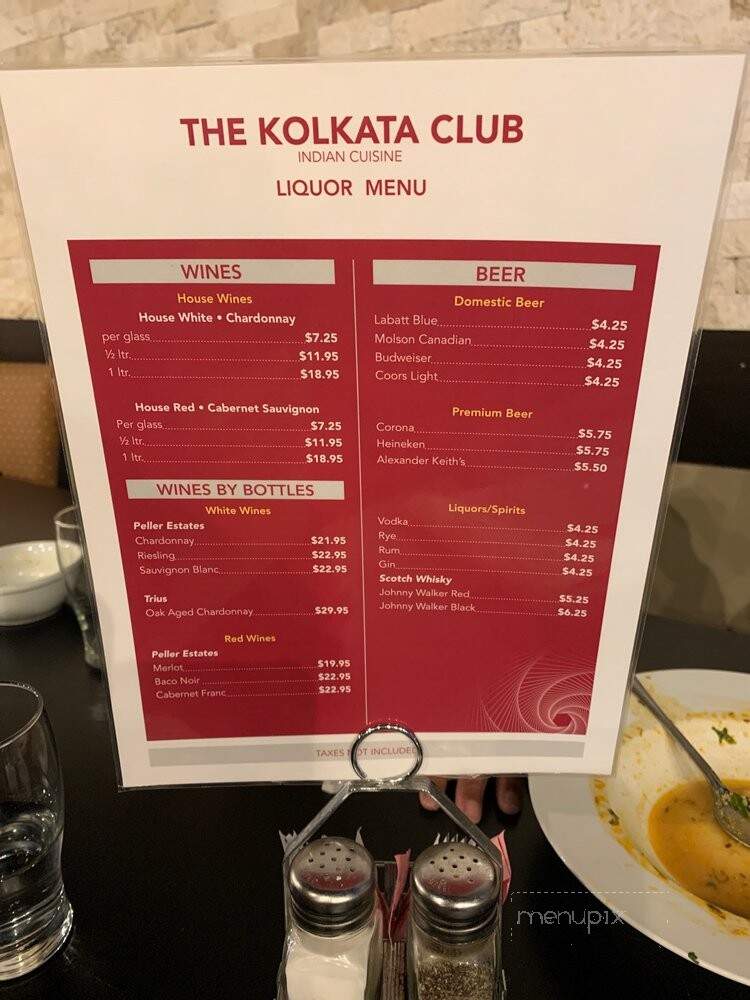 THE KOLKATA CLUB
INDIAN CUISINE
LIQUOR MENU
WINES
House Wines
House White • Chardonnay
per glass $7.25
½ ltr. $11.95
1 ltr. $18.95
House Red • Cabernet Sauvignon
Per glass $7.25
½ ltr. $11.95
1 ltr. $18.95
WINES BY BOTTLES
White Wines
Peller Estates
Chardonnay $21.95
Riesling $22.95
Sauvignon Blanc $22.95
Trius
Oak Aged Chardonnay $29.95
Red Wines
Peller Estates
Merlot $19.95
Baco Noir $22.95
Cabernet Franc $22.95
BEER
Domestic Beer
Labatt Blue $4.25
Molson Canadian $4.25
Budweiser $4.25
Coors Light $4.25
Premium Beer
Corona $5.75
Heineken $5.75
Alexander Keith's $5.50
Liquors/Spirits
Vodka $4.25
Rye $4.25
Rum $4.25
Gin $4.25
Scotch Whisky
Johnny Walker Red $5.25
Johnny Walker Black $6.25
TAXES NOT INCLUDED
menupix